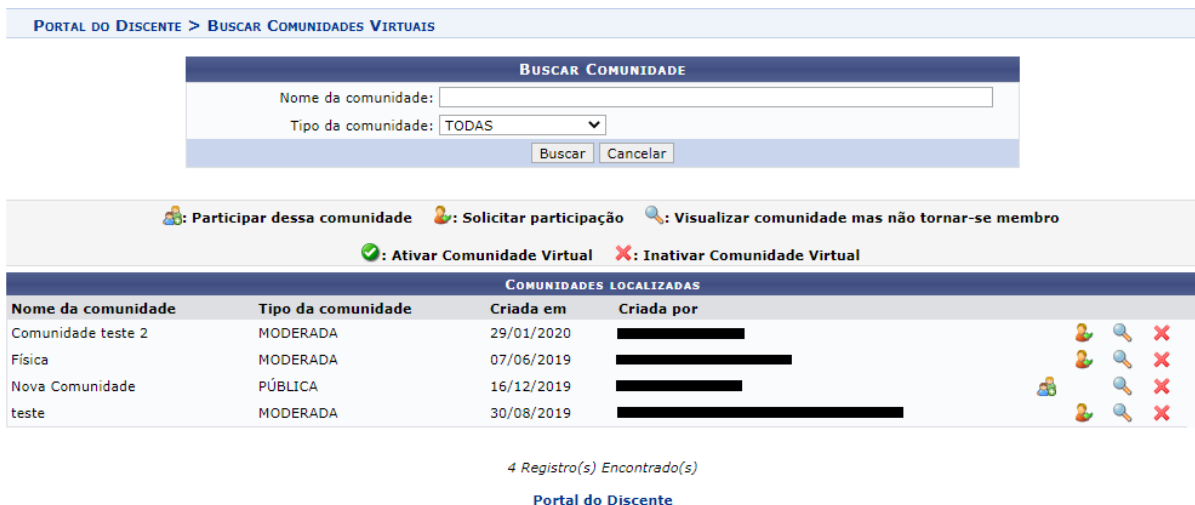 PORTAL DO DISCENTE > BUSCAR COMUNIDADES VIRTUAIS
BUSCAR COMUNIDADE
Nome da comunidade:
Tipo da comunidade: TODAS
Buscar Cancelar
: Participar dessa comunidade : Solicitar participação : Visualizar comunidade mas não tornar-se membro
: Ativar Comunidade Virtual : Inativar Comunidade Virtual
COMUNIDADES LOCALIZADAS
Nome da comunidade Tipo da comunidade Criada em Criada por
Comunidade teste 2 MODERADA 29/01/2020
Física MODERADA 07/06/2019
Nova Comunidade PÚBLICA 16/12/2019
teste MODERADA 30/08/2019
4 Registro(s) Encontrado(s)
Portal do Discente